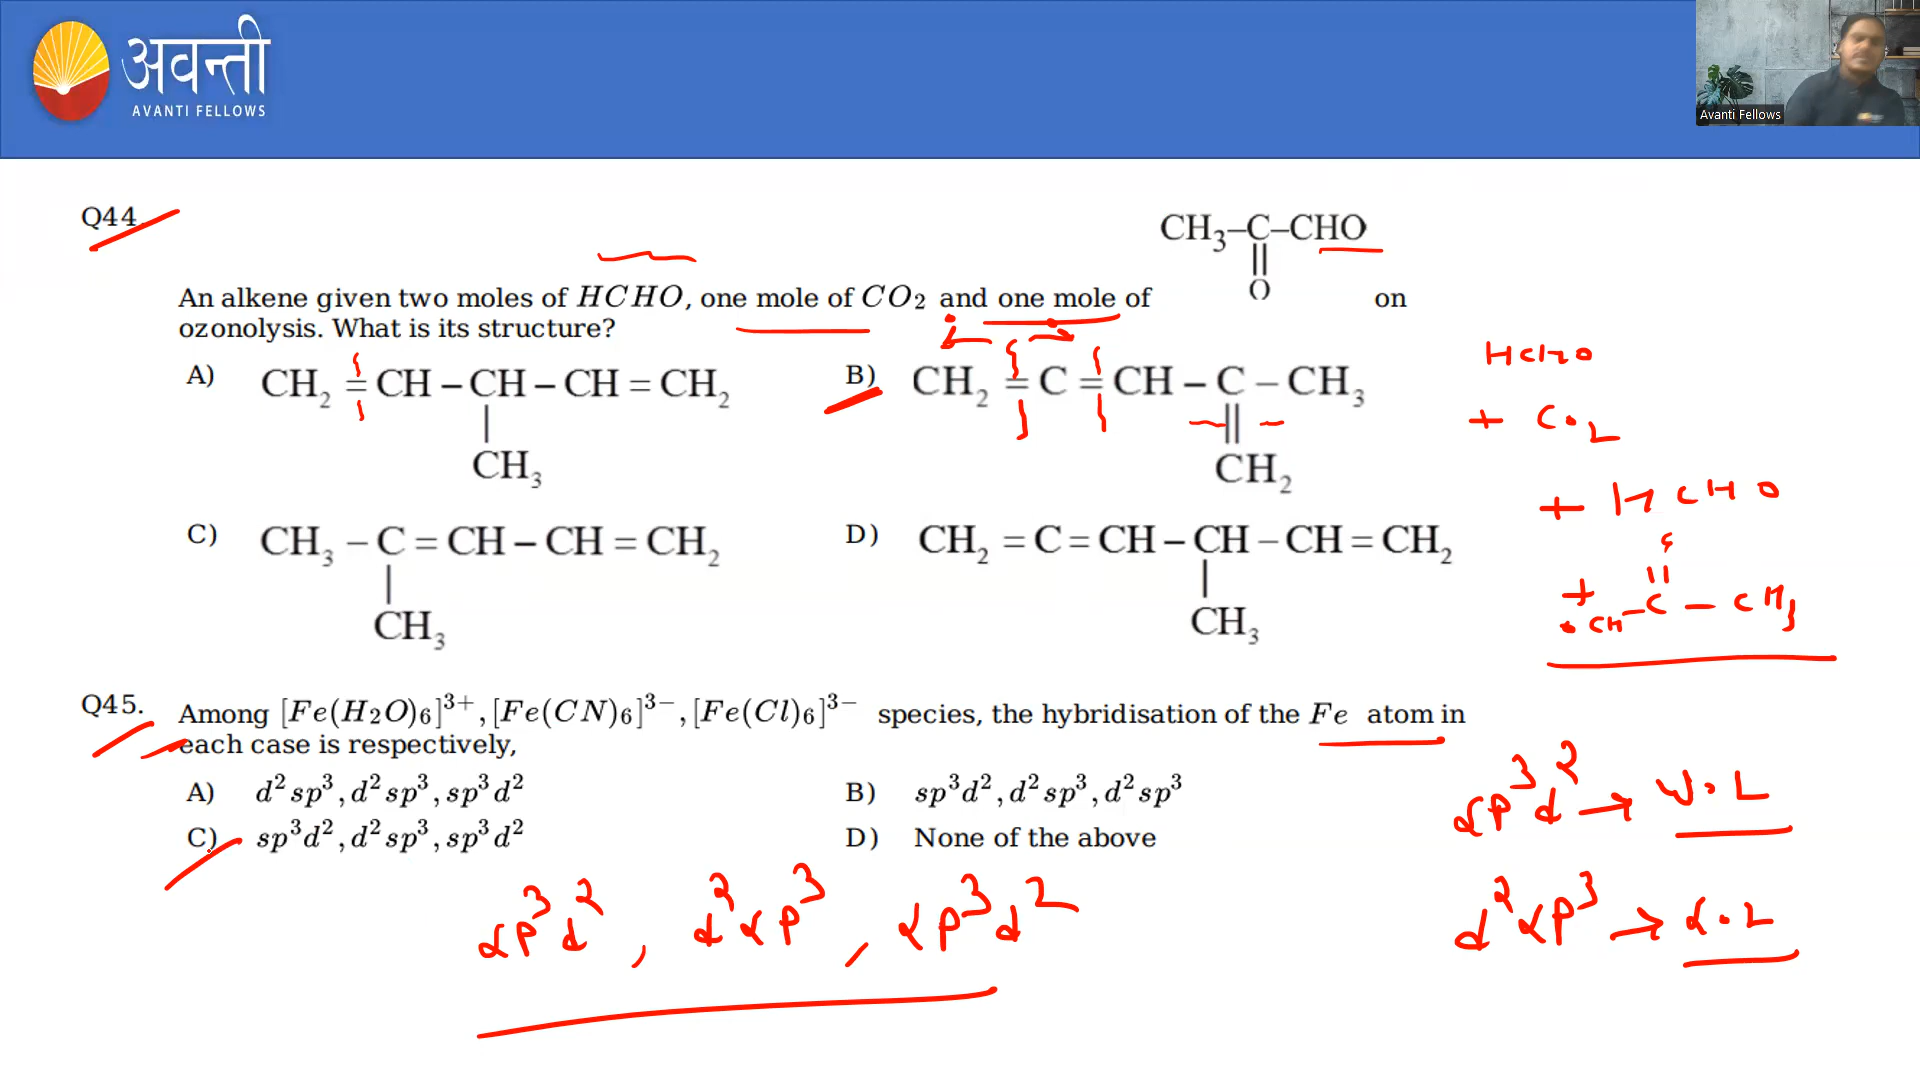 अवन्ती
AVANTI FELLOWS
Avanti Fellows
Q44.
CH₃–C–CHO
||
O
An alkene given two moles of HCHO, one mole of CO₂ and one mole of on
ozonolysis. What is its structure?
A) CH₂ = CH – CH – CH = CH₂
|
CH₃
B) CH₂ = C = CH – C – CH₃
||
CH₂
C) CH₃ – C = CH – CH = CH₂
|
CH₃
D) CH₂ = C = CH – CH – CH = CH₂
|
CH₃
HCHO
+ CO₂
+ HCHO
+
CH – C – CH₃
Q45. Among [Fe(H₂O)₆]³⁺, [Fe(CN)₆]³⁻, [Fe(Cl)₆]³⁻ species, the hybridisation of the Fe atom in
each case is respectively,
A) d²sp³, d²sp³, sp³d²
B) sp³d², d²sp³, d²sp³
C) sp³d², d²sp³, sp³d²
D) None of the above
sp³d² → W.L
d²sp³ → S.L
sp³d², d²sp³, sp³d²